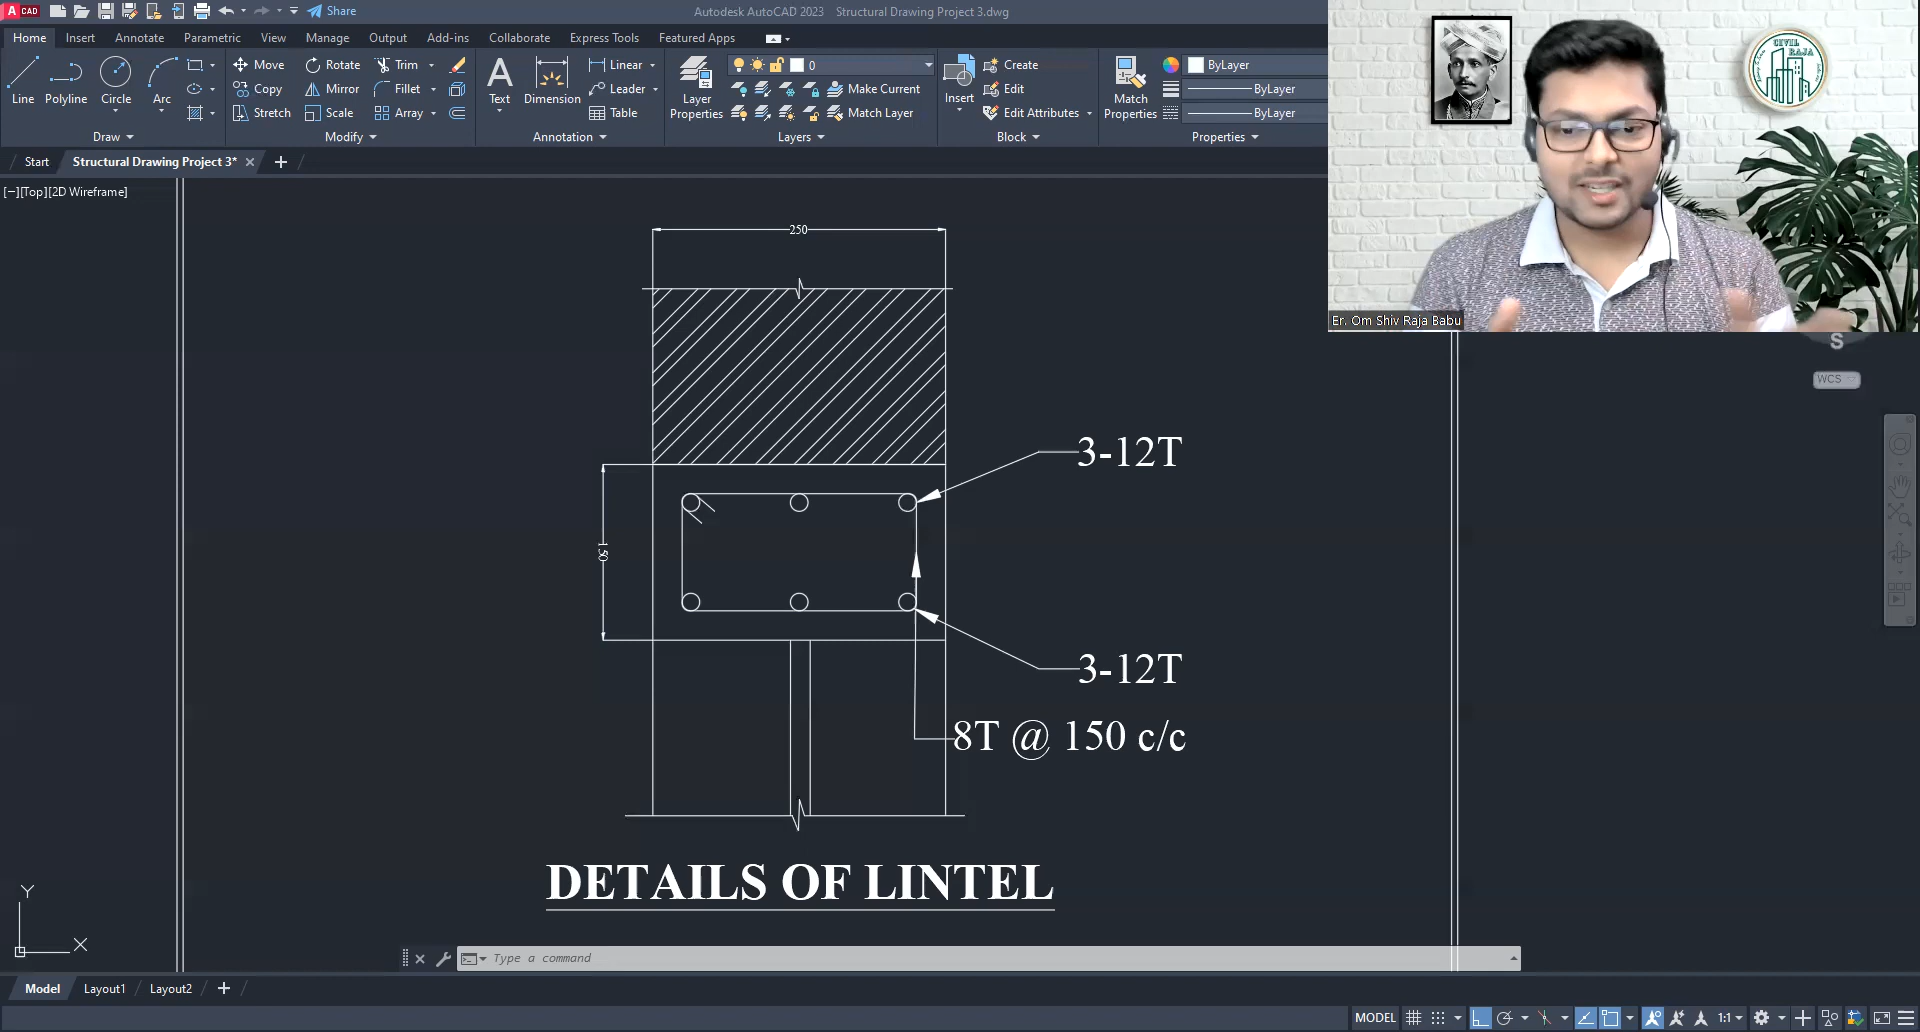 A CAD Share Autodesk AutoCAD 2023 Structural Drawing Project 3.dwg
Home Insert Annotate Parametric View Manage Output Add-ins Collaborate Express Tools Featured Apps
Move Rotate Trim Linear 0 Create ByLayer
Copy Mirror Fillet Leader Make Current Edit ByLayer
Line Polyline Circle Arc Text Dimension Layer Properties Insert Match Properties
Stretch Scale Array Table Match Layer Edit Attributes ByLayer
Draw Modify Annotation Layers Block Properties
Start Structural Drawing Project 3*
[−][Top][2D Wireframe]
CIVIL RAJA
Er. Om Shiv Raja Babu
S
WCS
250
3-12T
150
3-12T
8T @ 150 c/c
DETAILS OF LINTEL
Y
X
Type a command
Model Layout1 Layout2
MODEL 1:1